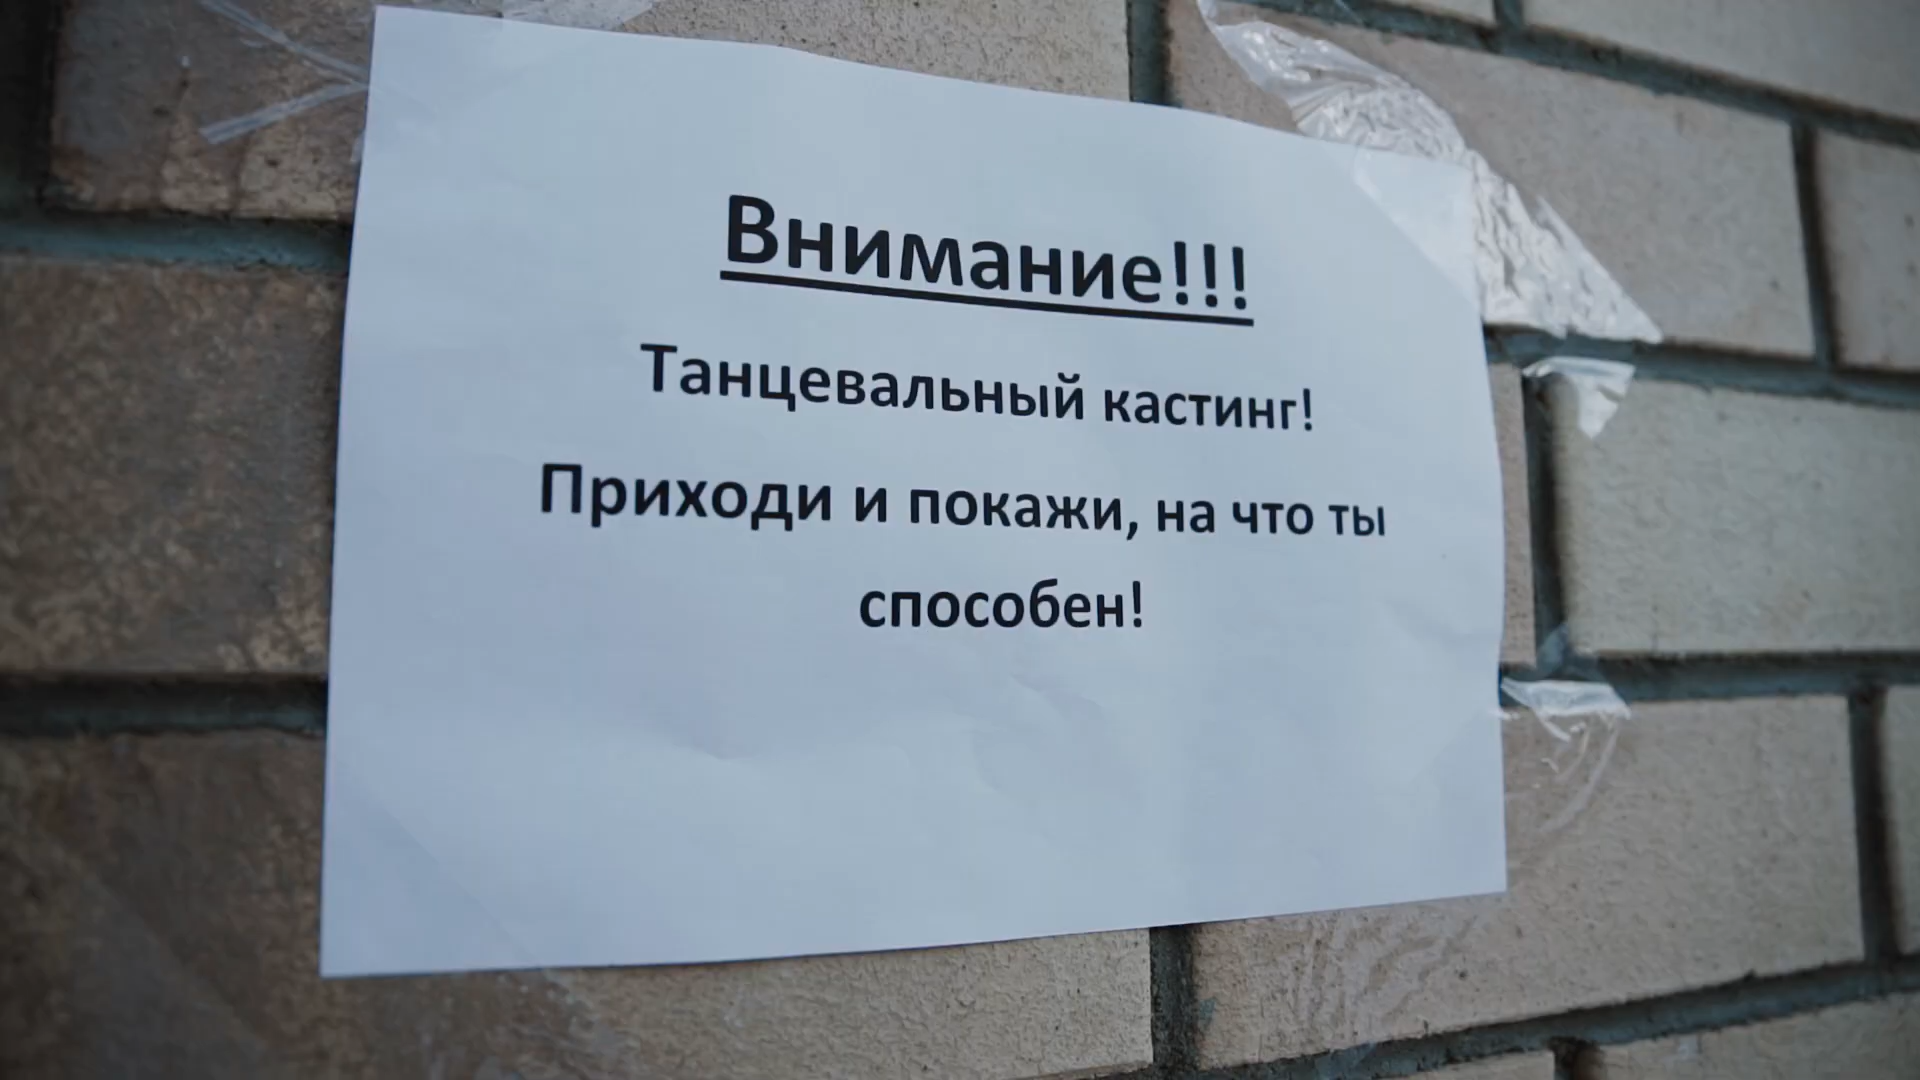 Внимание!!!
Танцевальный кастинг!
Приходи и покажи, на что ты
способен!